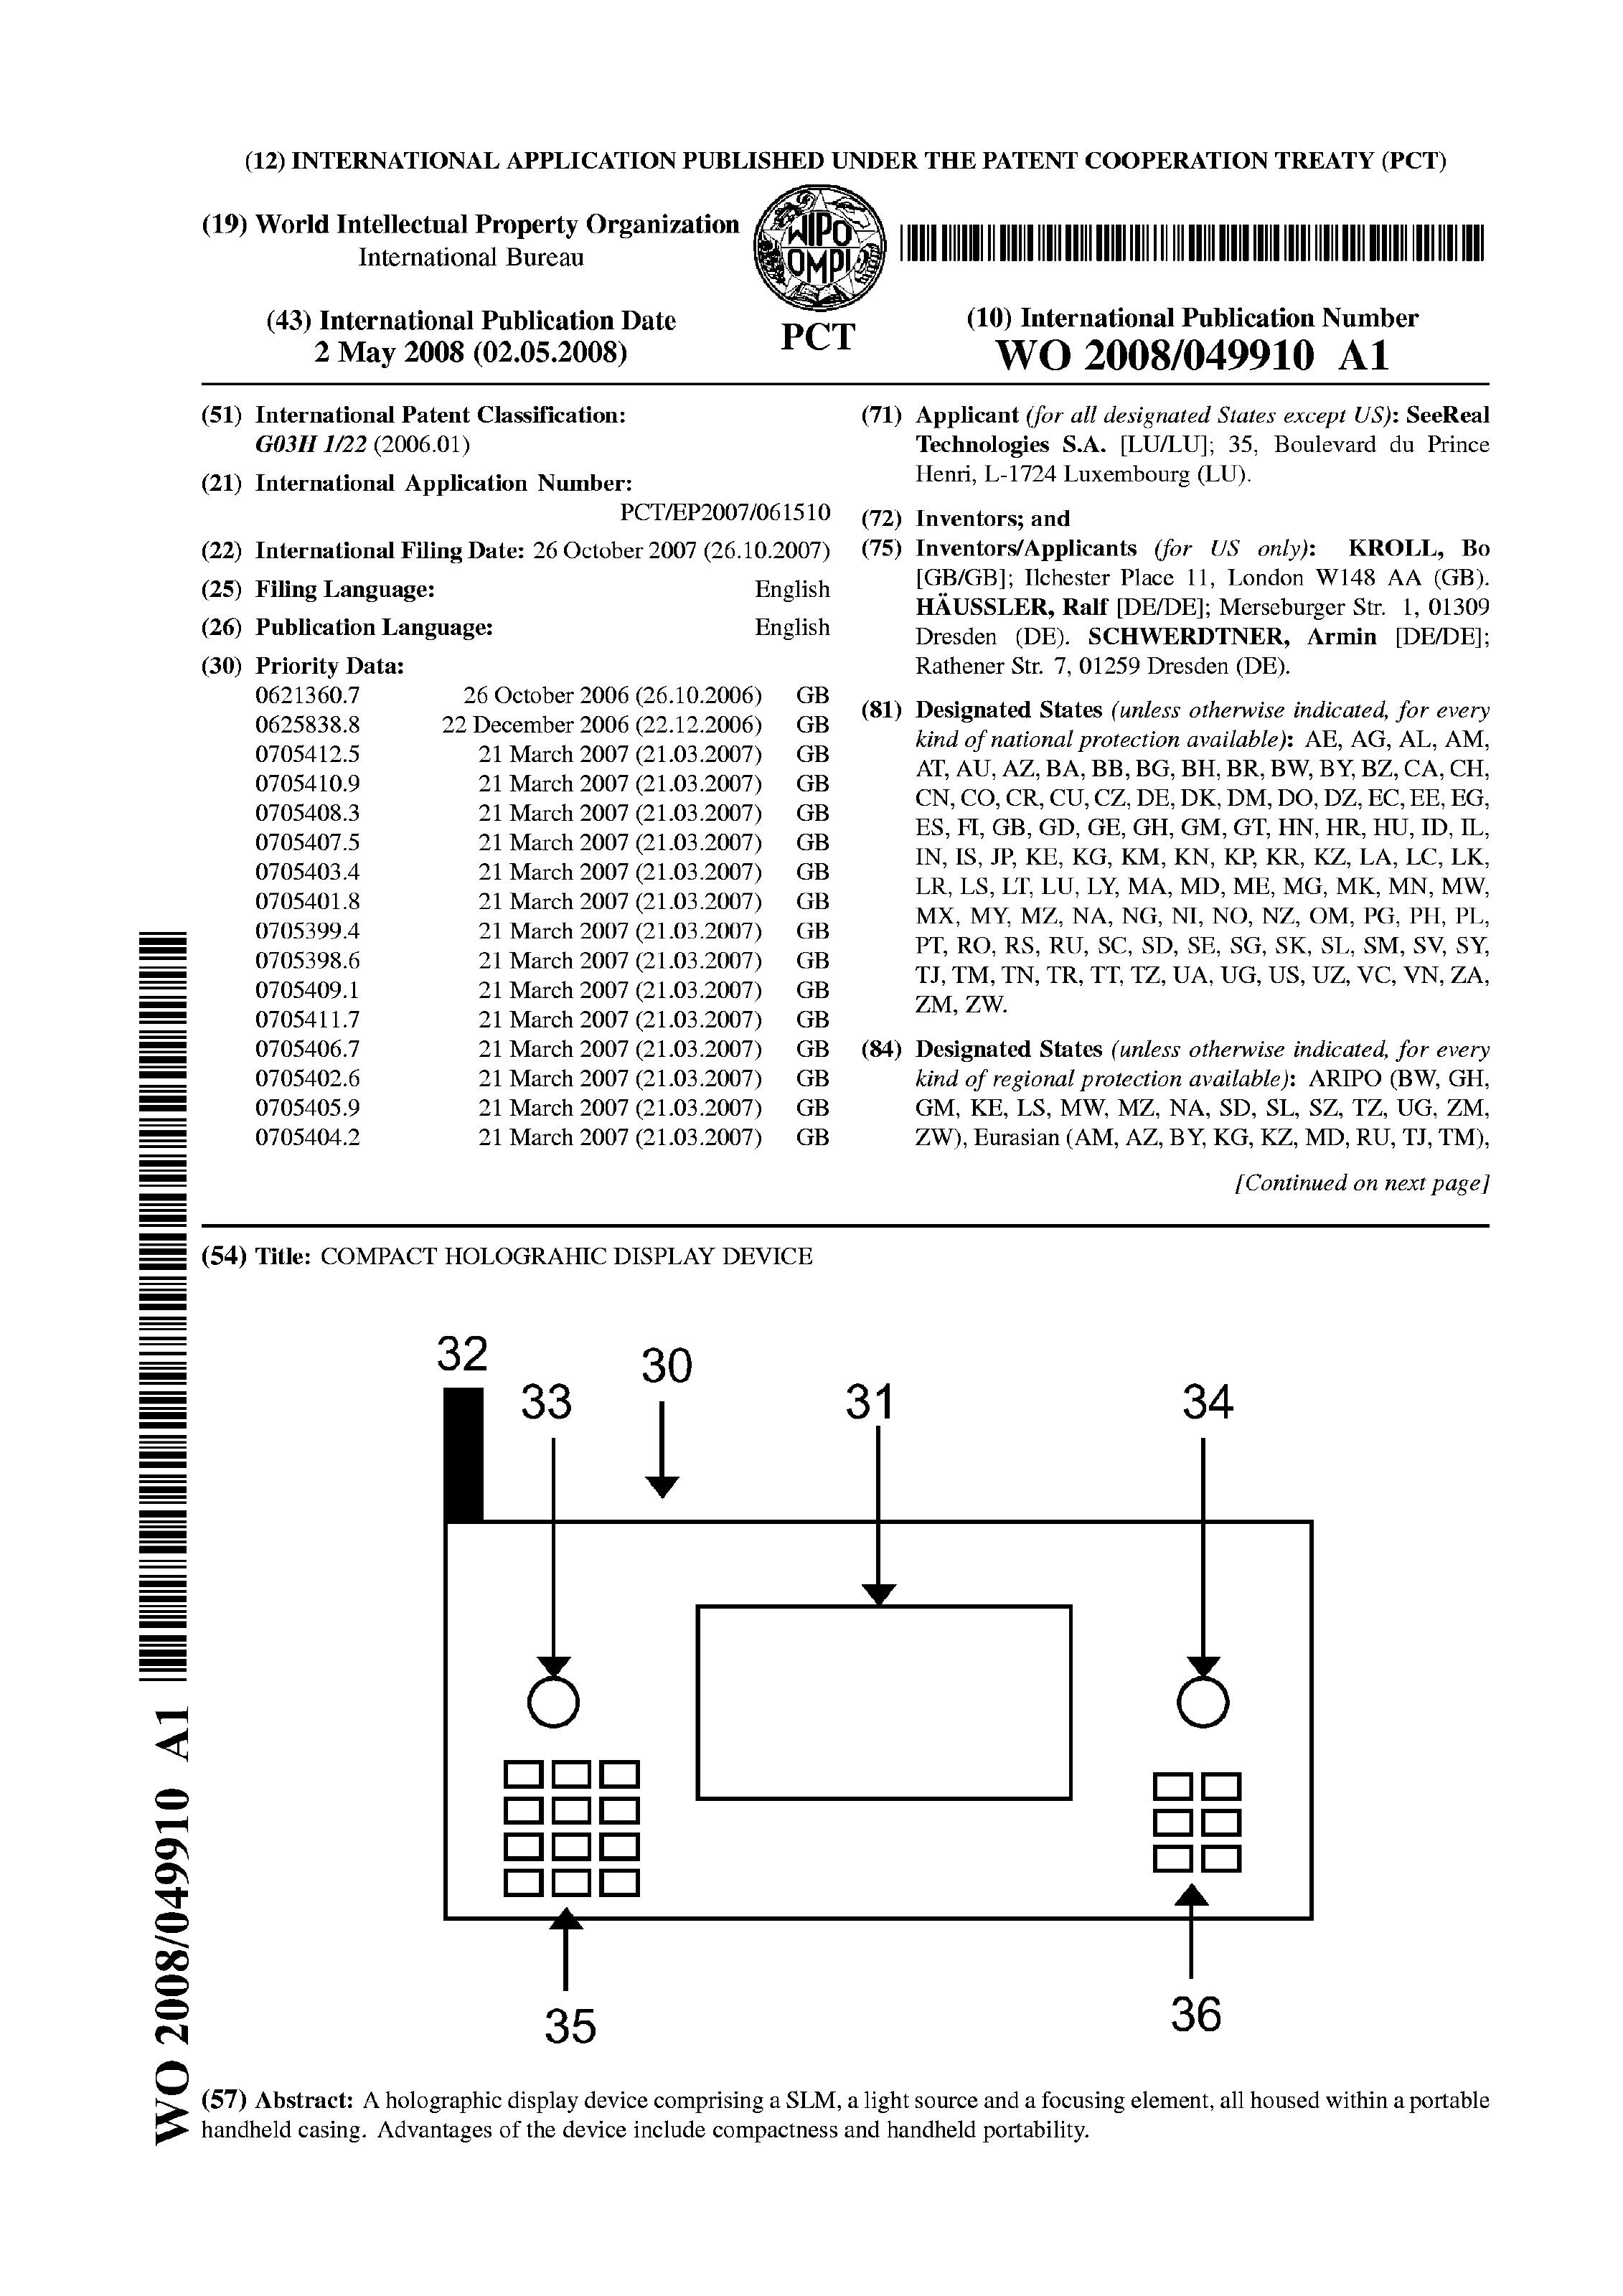 (12) INTERNATIONAL APPLICATION PUBLISHED UNDER THE PATENT COOPERATION TREATY (PCT)
(19) World Intellectual Property Organization
International Bureau
WIPO
OMPI
PCT
(43) International Publication Date
2 May 2008 (02.05.2008)
(10) International Publication Number
WO 2008/049910 A1
(51) International Patent Classification:
G03H 1/22 (2006.01)
(21) International Application Number:
PCT/EP2007/061510
(22) International Filing Date: 26 October 2007 (26.10.2007)
(25) Filing Language: English
(26) Publication Language: English
(30) Priority Data:
0621360.7 26 October 2006 (26.10.2006) GB
0625838.8 22 December 2006 (22.12.2006) GB
0705412.5 21 March 2007 (21.03.2007) GB
0705410.9 21 March 2007 (21.03.2007) GB
0705408.3 21 March 2007 (21.03.2007) GB
0705407.5 21 March 2007 (21.03.2007) GB
0705403.4 21 March 2007 (21.03.2007) GB
0705401.8 21 March 2007 (21.03.2007) GB
0705399.4 21 March 2007 (21.03.2007) GB
0705398.6 21 March 2007 (21.03.2007) GB
0705409.1 21 March 2007 (21.03.2007) GB
0705411.7 21 March 2007 (21.03.2007) GB
0705406.7 21 March 2007 (21.03.2007) GB
0705402.6 21 March 2007 (21.03.2007) GB
0705405.9 21 March 2007 (21.03.2007) GB
0705404.2 21 March 2007 (21.03.2007) GB
(71) Applicant (for all designated States except US): SeeReal
Technologies S.A. [LU/LU]; 35, Boulevard du Prince
Henri, L-1724 Luxembourg (LU).
(72) Inventors; and
(75) Inventors/Applicants (for US only): KROLL, Bo
[GB/GB]; Ilchester Place 11, London W148 AA (GB).
HÄUSSLER, Ralf [DE/DE]; Merseburger Str. 1, 01309
Dresden (DE). SCHWERDTNER, Armin [DE/DE];
Rathener Str. 7, 01259 Dresden (DE).
(81) Designated States (unless otherwise indicated, for every
kind of national protection available): AE, AG, AL, AM,
AT, AU, AZ, BA, BB, BG, BH, BR, BW, BY, BZ, CA, CH,
CN, CO, CR, CU, CZ, DE, DK, DM, DO, DZ, EC, EE, EG,
ES, FI, GB, GD, GE, GH, GM, GT, HN, HR, HU, ID, IL,
IN, IS, JP, KE, KG, KM, KN, KP, KR, KZ, LA, LC, LK,
LR, LS, LT, LU, LY, MA, MD, ME, MG, MK, MN, MW,
MX, MY, MZ, NA, NG, NI, NO, NZ, OM, PG, PH, PL,
PT, RO, RS, RU, SC, SD, SE, SG, SK, SL, SM, SV, SY,
TJ, TM, TN, TR, TT, TZ, UA, UG, US, UZ, VC, VN, ZA,
ZM, ZW.
(84) Designated States (unless otherwise indicated, for every
kind of regional protection available): ARIPO (BW, GH,
GM, KE, LS, MW, MZ, NA, SD, SL, SZ, TZ, UG, ZM,
ZW), Eurasian (AM, AZ, BY, KG, KZ, MD, RU, TJ, TM),
[Continued on next page]
(54) Title: COMPACT HOLOGRAHIC DISPLAY DEVICE
32
30
33
31
34
35
36
WO 2008/049910 A1
(57) Abstract: A holographic display device comprising a SLM, a light source and a focusing element, all housed within a portable
handheld casing. Advantages of the device include compactness and handheld portability.